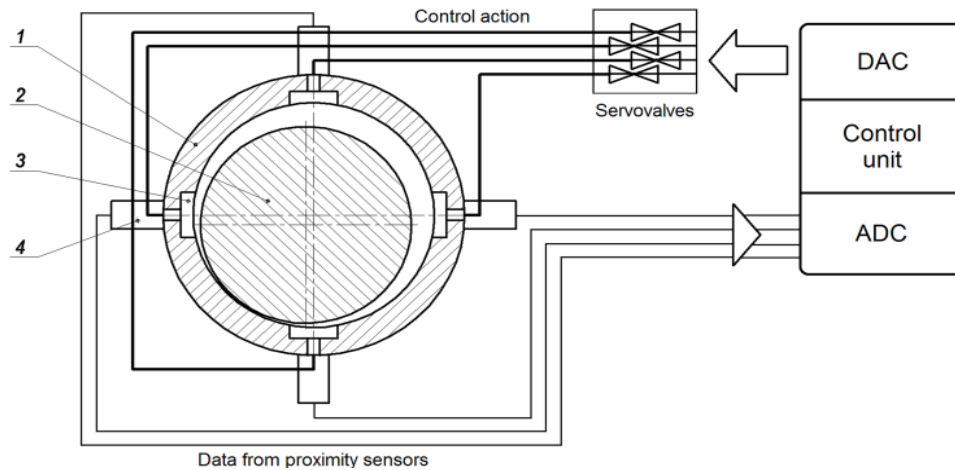 Control action
1
2
3
4
Servovalves
DAC
Control
unit
ADC
Data from proximity sensors